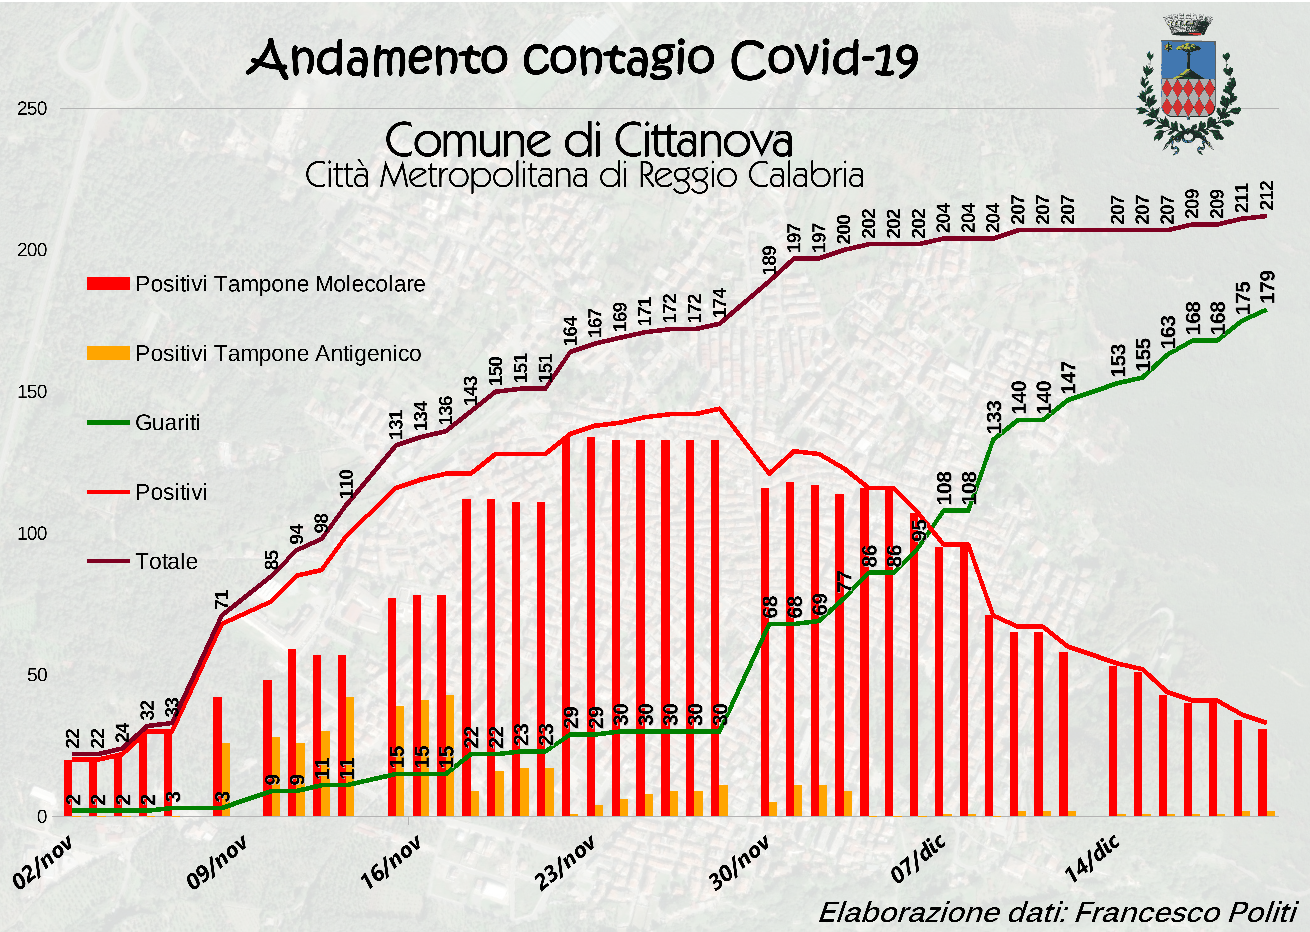 Andamento contagio Covid-19
Comune di Cittanova
Città Metropolitana di Reggio Calabria
250
200
150
100
50
0
Positivi Tampone Molecolare
Positivi Tampone Antigenico
Guariti
Positivi
Totale
22 22 24 32 33 71 85 94 98 110 131 134 136 143 150 151 151 164 167 169 171 172 172 174 189 197 197 200 202 202 202 204 204 204 207 207 207 207 207 207 209 209 211 212
2 2 2 2 3 3 9 9 11 11 15 15 15 22 22 23 23 29 29 30 30 30 30 30 68 68 69 77 86 86 95 108 108 133 140 140 147 153 155 163 168 168 175 179
02/nov 09/nov 16/nov 23/nov 30/nov 07/dic 14/dic
Elaborazione dati: Francesco Politi